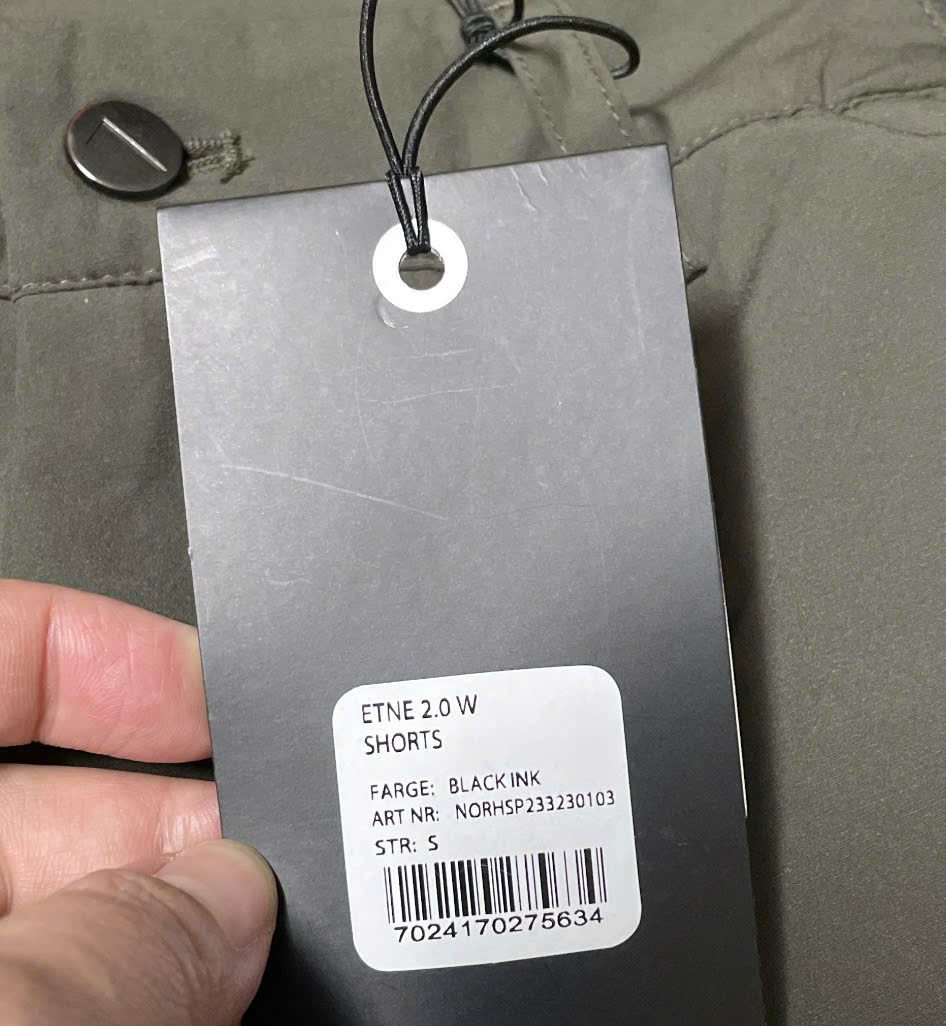 ETNE 2.0 W
SHORTS
FARGE: BLACK INK
ART NR: NORHSP233230103
STR: S
7024170275634